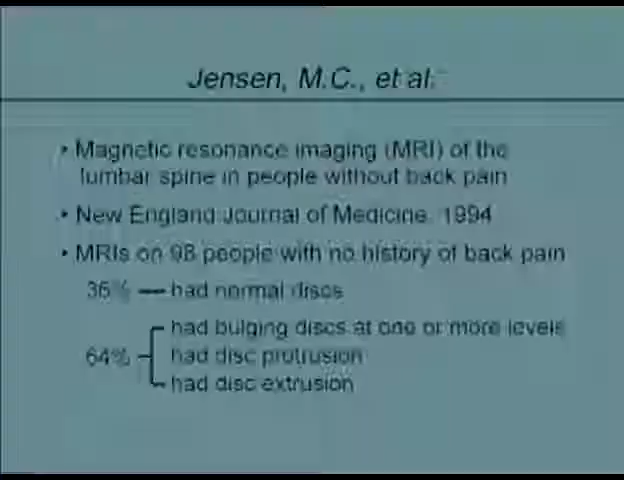 Jensen, M.C., et al.
• Magnetic resonance imaging (MRI) of the
lumbar spine in people without back pain
• New England Journal of Medicine, 1994
• MRIs on 98 people with no history of back pain
36% — had normal discs
had bulging discs at one or more levels
64% had disc protrusion
had disc extrusion